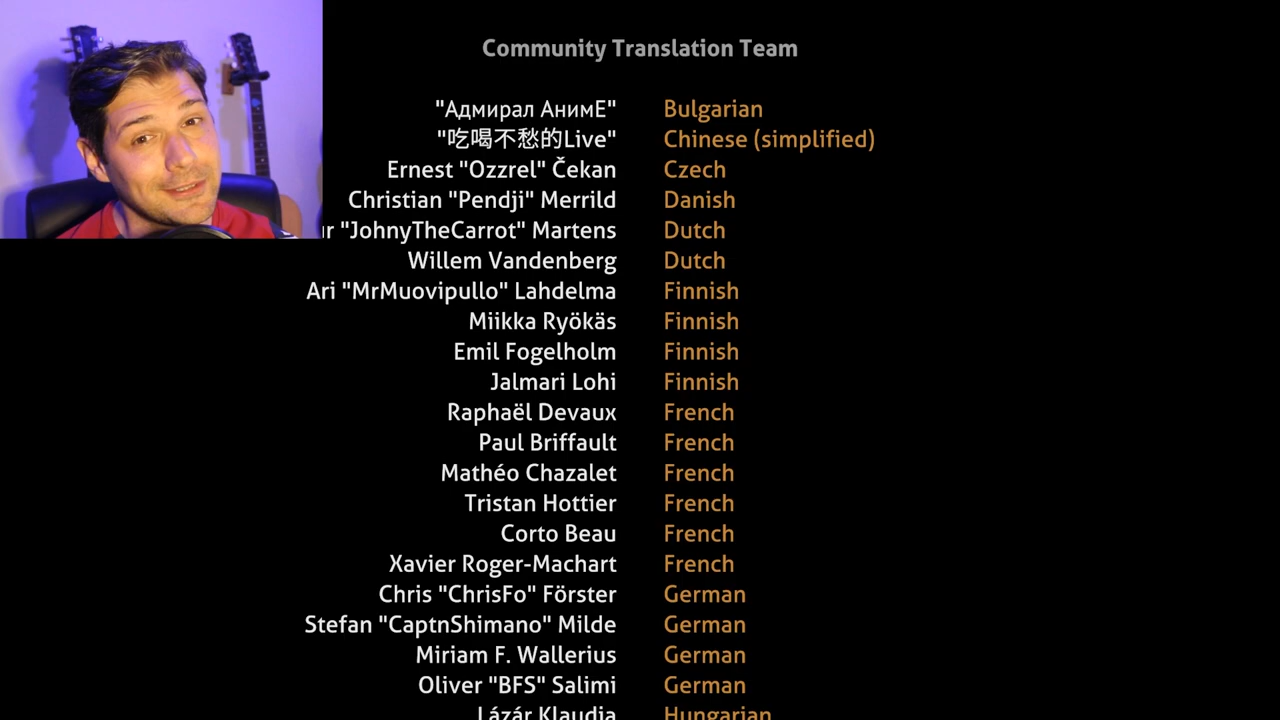 Community Translation Team
"Адмирал АнимЕ" Bulgarian
"吃喝不愁的Live" Chinese (simplified)
Ernest "Ozzrel" Čekan Czech
Christian "Pendji" Merrild Danish
"JohnyTheCarrot" Martens Dutch
Willem Vandenberg Dutch
Ari "MrMuovipullo" Lahdelma Finnish
Miikka Ryökäs Finnish
Emil Fogelholm Finnish
Jalmari Lohi Finnish
Raphaël Devaux French
Paul Briffault French
Mathéo Chazalet French
Tristan Hottier French
Corto Beau French
Xavier Roger-Machart French
Chris "ChrisFo" Förster German
Stefan "CaptnShimano" Milde German
Miriam F. Wallerius German
Oliver "BFS" Salimi German
Lázár Klaudia Hungarian